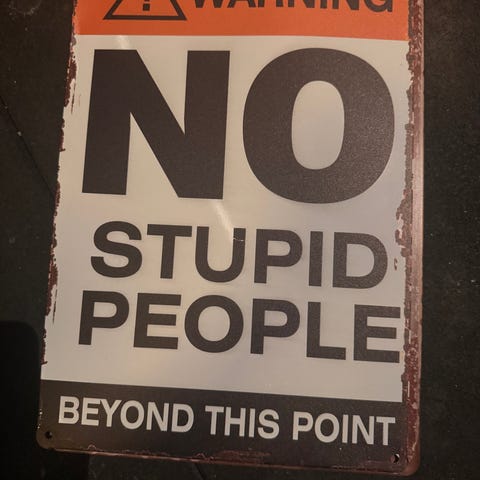 WARNING
NO
STUPID
PEOPLE
BEYOND THIS POINT